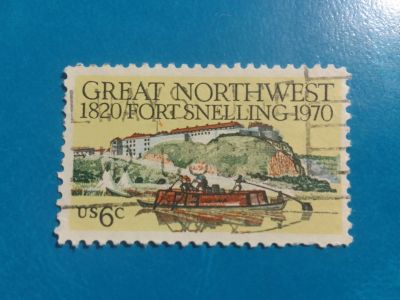 GREAT NORTHWEST
1820/FORT SNELLING-1970
US 6C